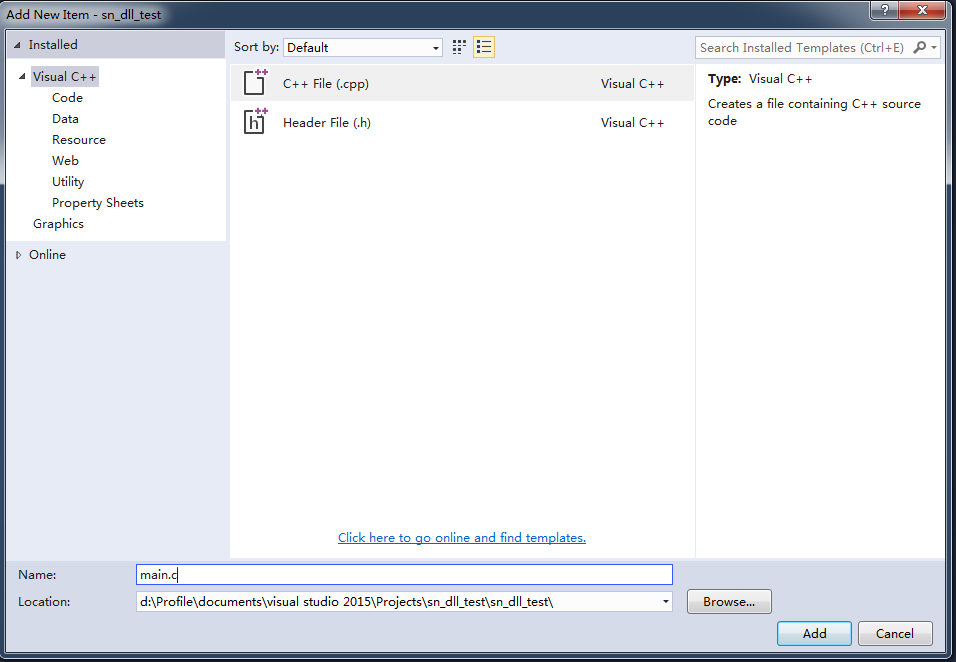 Add New Item - sn_dll_test
?
Installed
Sort by: Default
Search Installed Templates (Ctrl+E)
Visual C++
Code
Data
Resource
Web
Utility
Property Sheets
Graphics
Online
C++ File (.cpp) Visual C++
Header File (.h) Visual C++
Type: Visual C++
Creates a file containing C++ source
code
Click here to go online and find templates.
Name: main.c
Location: d:\Profile\documents\visual studio 2015\Projects\sn_dll_test\sn_dll_test\
Browse...
Add Cancel